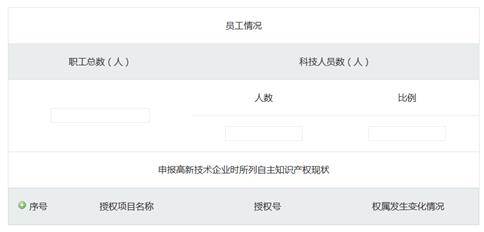 员工情况
职工总数（人） 科技人员数（人）
人数 比例
申报高新技术企业时所列自主知识产权现状
序号 授权项目名称 授权号 权属发生变化情况